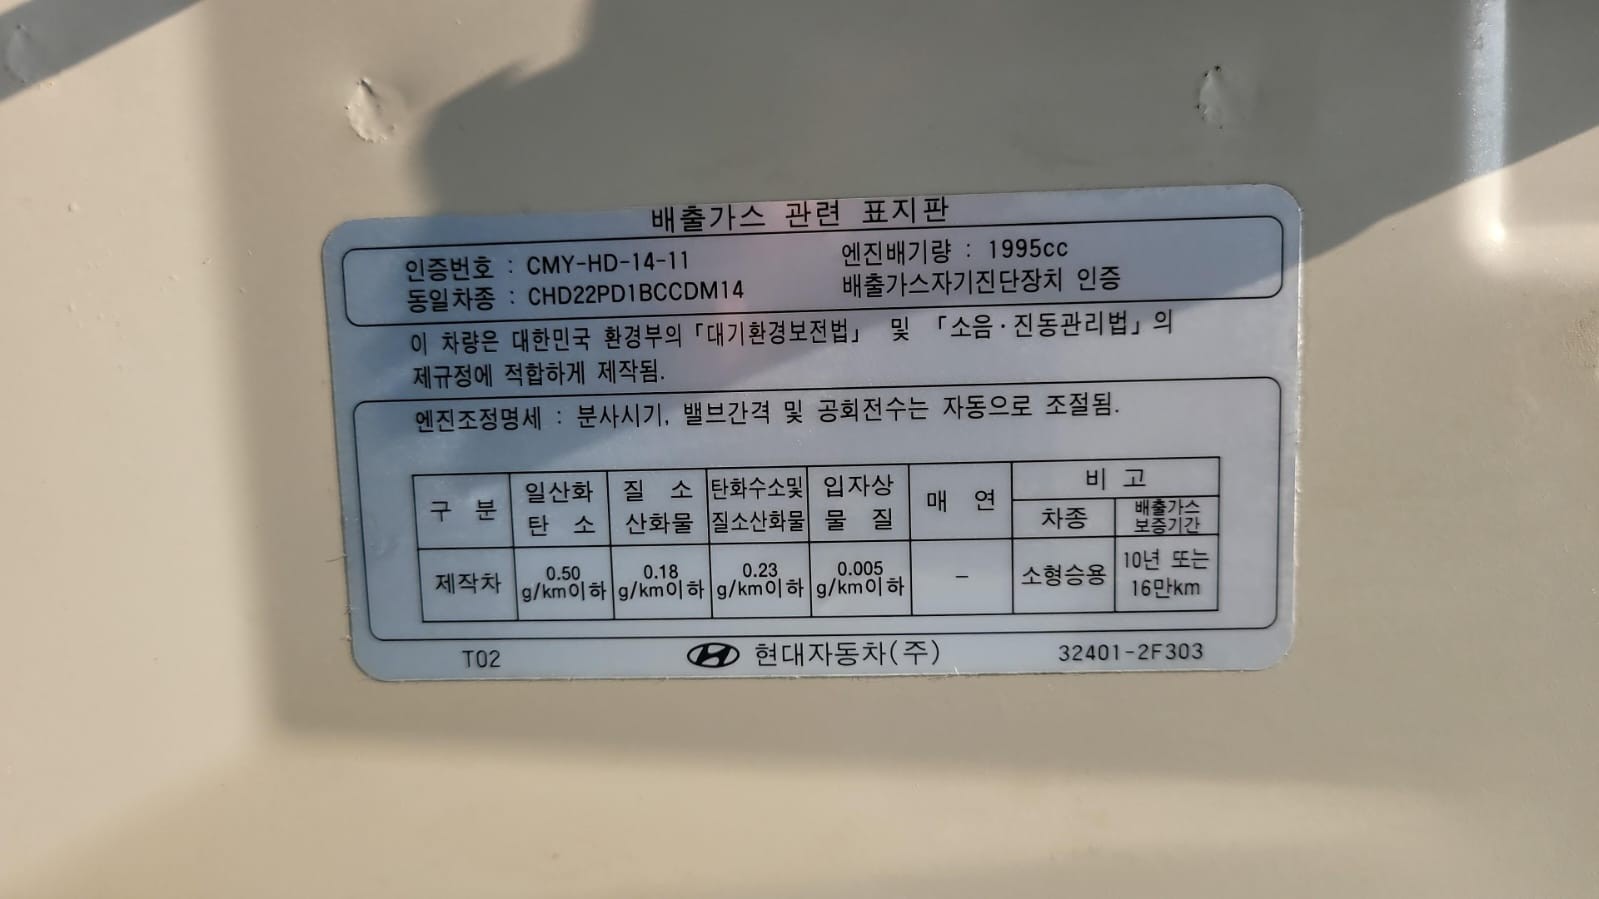 배출가스 관련 표지판
인증번호 : CMY-HD-14-11 엔진배기량 : 1995cc
동일차종 : CHD22PD1BCCDM14 배출가스자기진단장치 인증
이 차량은 대한민국 환경부의 「대기환경보전법」 및 「소음·진동관리법」의
제규정에 적합하게 제작됨.
엔진조정명세 : 분사시기, 밸브간격 및 공회전수는 자동으로 조절됨.
구 분 일산화 탄 소 질 소 산화물 탄화수소및 질소산화물 입자상 물 질 매 연 비 고
차종 배출가스 보증기간
제작차 0.50 g/km이하 0.18 g/km이하 0.23 g/km이하 0.005 g/km이하 - 소형승용 10년 또는 16만km
T02 현대자동차(주) 32401-2F303